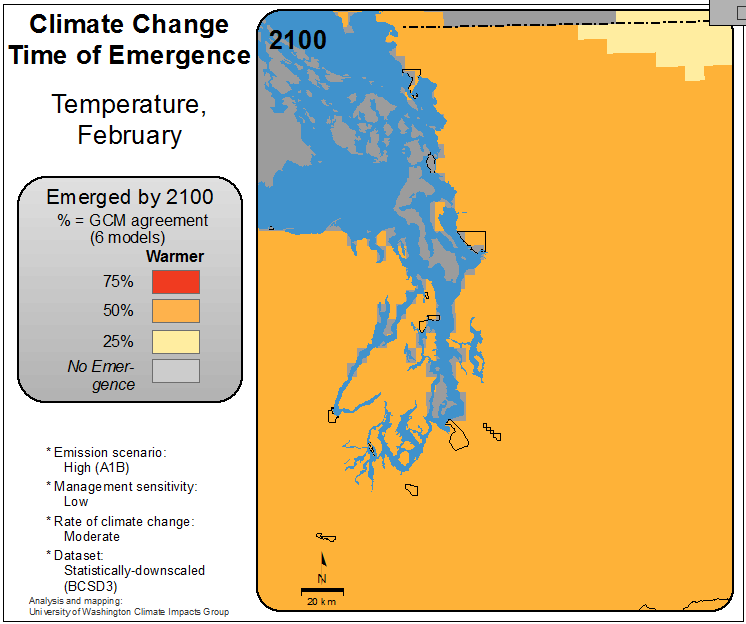 Climate Change
Time of Emergence
Temperature,
February
Emerged by 2100
% = GCM agreement
(6 models)
Warmer
75%
50%
25%
No Emer-
gence
* Emission scenario:
High (A1B)
* Management sensitivity:
Low
* Rate of climate change:
Moderate
* Dataset:
Statistically-downscaled
(BCSD3)
Analysis and mapping:
University of Washington Climate Impacts Group
2100
N
20 km